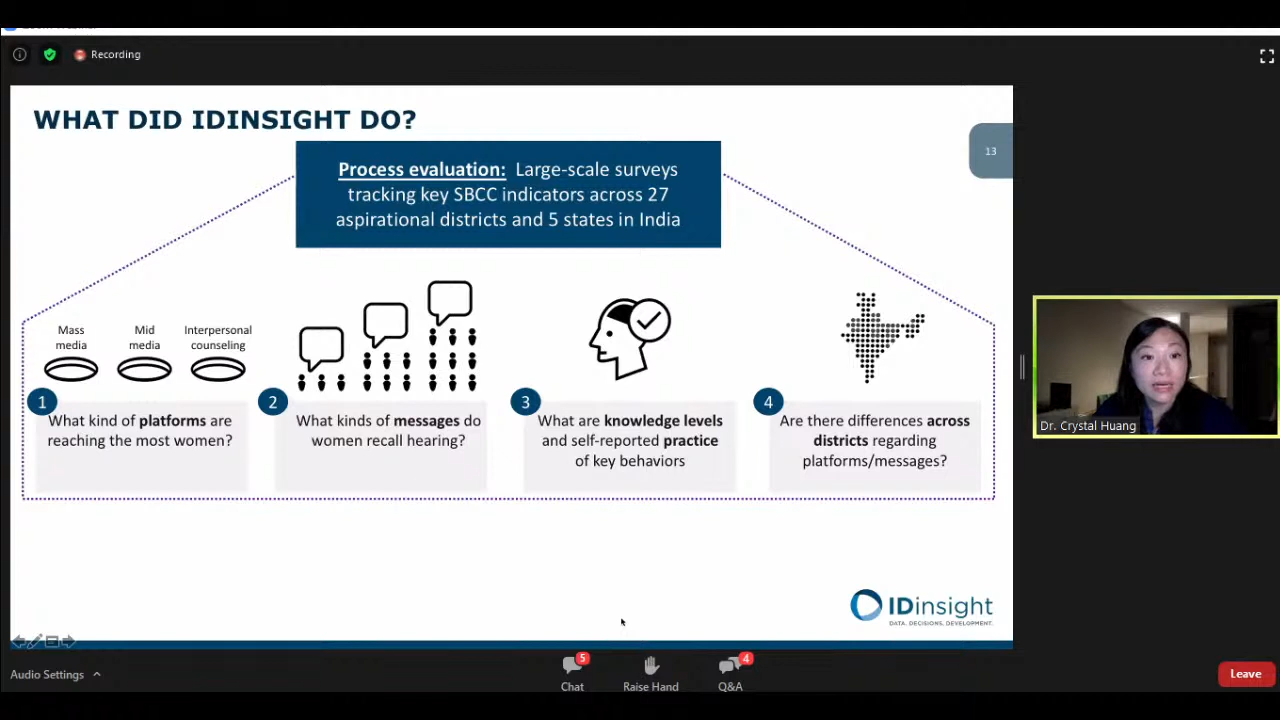 Recording
WHAT DID IDINSIGHT DO?
13
Process evaluation: Large-scale surveys
tracking key SBCC indicators across 27
aspirational districts and 5 states in India
Mass
media
Mid
media
Interpersonal
counseling
1
What kind of platforms are
reaching the most women?
2
What kinds of messages do
women recall hearing?
3
What are knowledge levels
and self-reported practice
of key behaviors
4
Are there differences across
districts regarding
platforms/messages?
IDinsight
DATA. DECISIONS. DEVELOPMENT.
Dr. Crystal Huang
Audio Settings
5
Chat
Raise Hand
4
Q&A
Leave